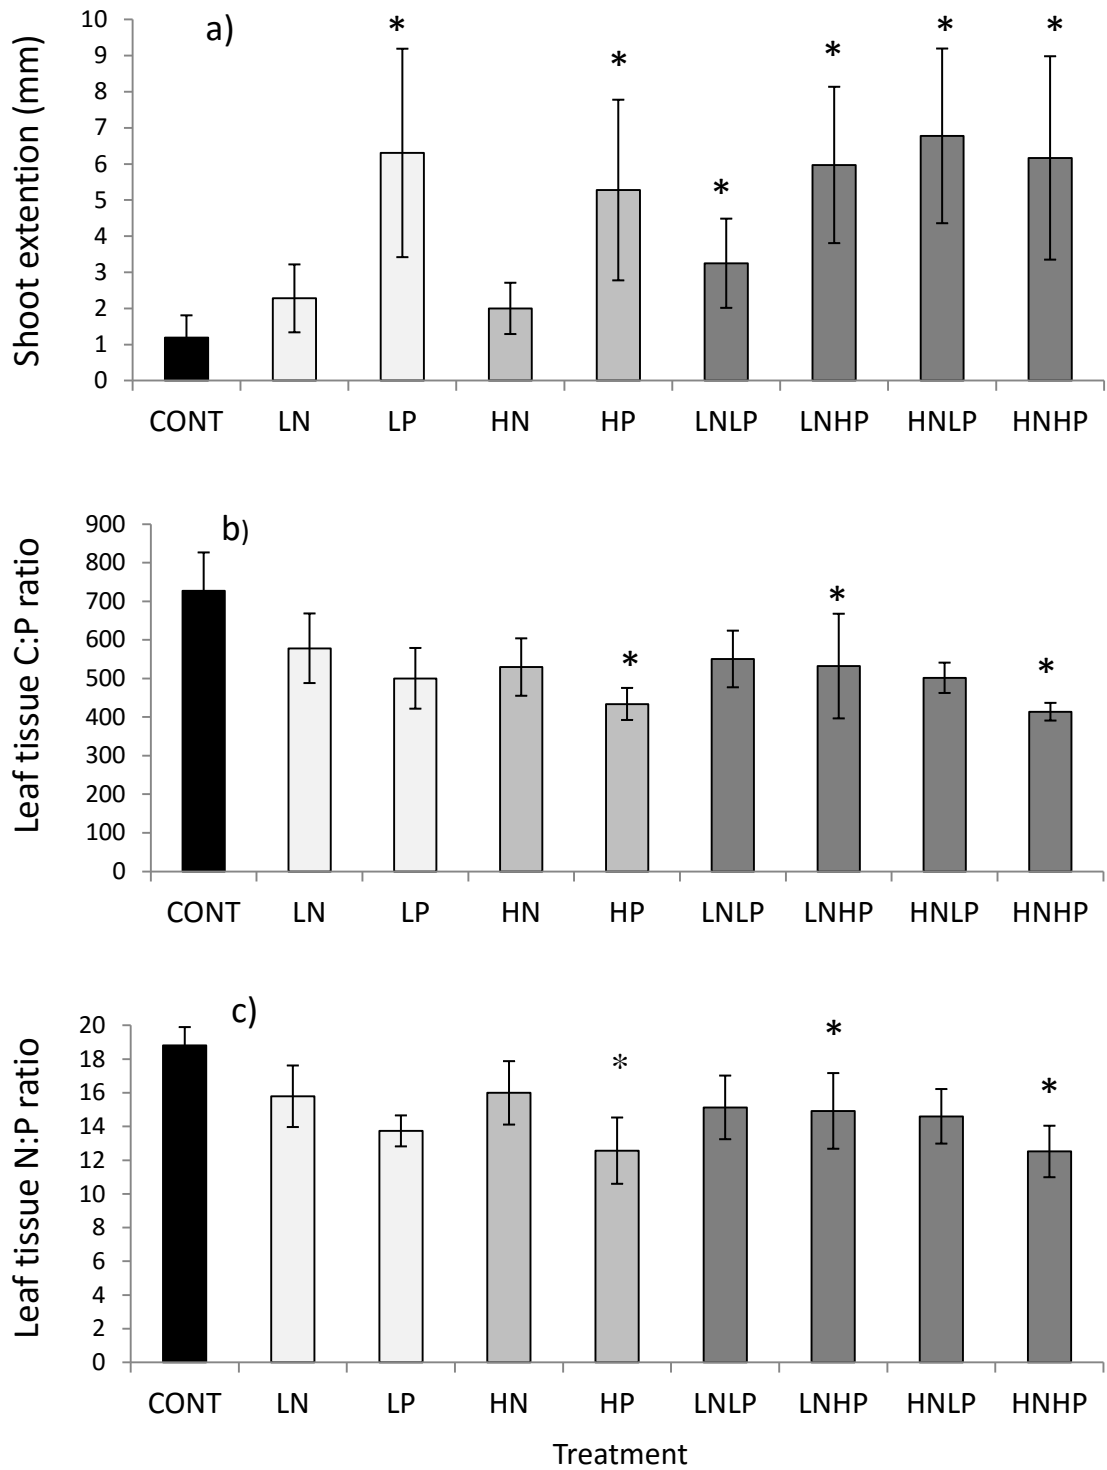 a)
Shoot extention (mm)
10
9
8
7
6
5
4
3
2
1
0
* * * * * *
CONT LN LP HN HP LNLP LNHP HNLP HNHP
b)
Leaf tissue C:P ratio
900
800
700
600
500
400
300
200
100
0
* * *
CONT LN LP HN HP LNLP LNHP HNLP HNHP
c)
Leaf tissue N:P ratio
20
18
16
14
12
10
8
6
4
2
0
* * *
CONT LN LP HN HP LNLP LNHP HNLP HNHP
Treatment